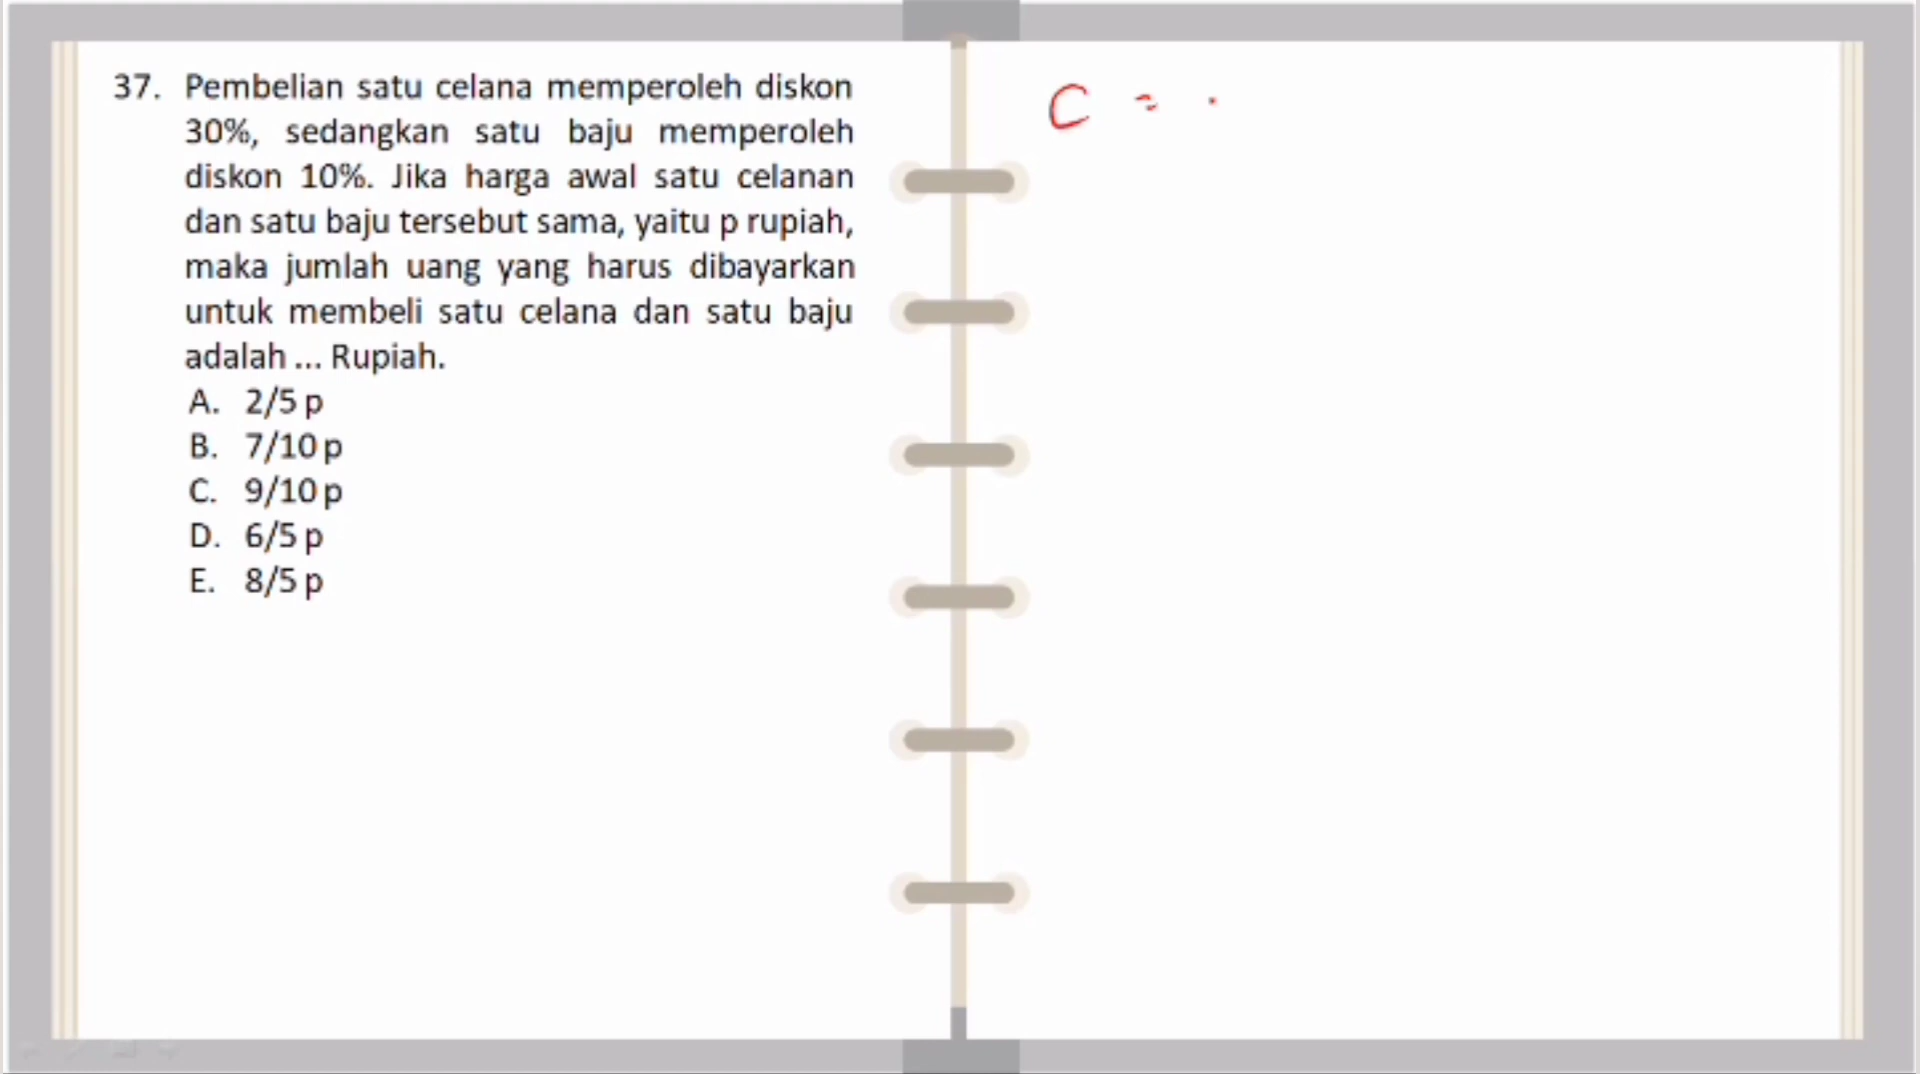 37. Pembelian satu celana memperoleh diskon
30%, sedangkan satu baju memperoleh
diskon 10%. Jika harga awal satu celanan
dan satu baju tersebut sama, yaitu p rupiah,
maka jumlah uang yang harus dibayarkan
untuk membeli satu celana dan satu baju
adalah ... Rupiah.
A. 2/5 p
B. 7/10 p
C. 9/10 p
D. 6/5 p
E. 8/5 p
C = .